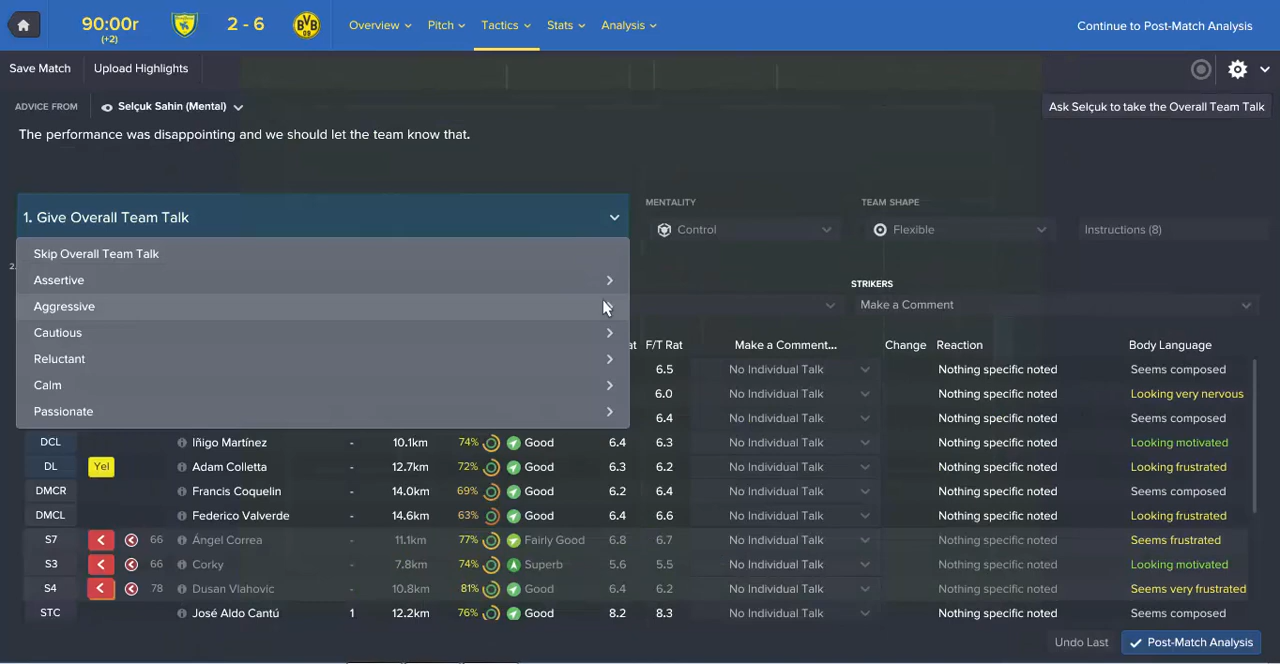 90:00r
(+2)
2 - 6
BVB
09
Overview
Pitch
Tactics
Stats
Analysis
Continue to Post-Match Analysis
Save Match
Upload Highlights
ADVICE FROM
Selçuk Sahin (Mental)
Ask Selçuk to take the Overall Team Talk
The performance was disappointing and we should let the team know that.
1. Give Overall Team Talk
MENTALITY
TEAM SHAPE
Control
Flexible
Instructions (8)
Skip Overall Team Talk
2.
Assertive
STRIKERS
Aggressive
Make a Comment
Cautious
at F/T Rat Make a Comment... Change Reaction Body Language
Reluctant
6.5 No Individual Talk Nothing specific noted Seems composed
Calm
6.0 No Individual Talk Nothing specific noted Looking very nervous
Passionate
6.4 No Individual Talk Nothing specific noted Seems composed
DCL Iñigo Martínez - 10.1km 74% Good 6.4 6.3 No Individual Talk Nothing specific noted Looking motivated
DL Yel Adam Colletta - 12.7km 72% Good 6.3 6.2 No Individual Talk Nothing specific noted Looking frustrated
DMCR Francis Coquelin - 14.0km 69% Good 6.2 6.4 No Individual Talk Nothing specific noted Seems composed
DMCL Federico Valverde - 14.6km 63% Good 6.4 6.6 No Individual Talk Nothing specific noted Looking frustrated
S7 66 Ángel Correa - 11.1km 77% Fairly Good 6.8 6.7 No Individual Talk Nothing specific noted Seems frustrated
S3 66 Corky - 7.8km 74% Superb 5.6 5.5 No Individual Talk Nothing specific noted Looking motivated
S4 78 Dusan Vlahovic - 10.8km 81% Good 6.4 6.2 No Individual Talk Nothing specific noted Seems very frustrated
STC José Aldo Cantú 1 12.2km 76% Good 8.2 8.3 No Individual Talk Nothing specific noted Seems composed
Undo Last
Post-Match Analysis